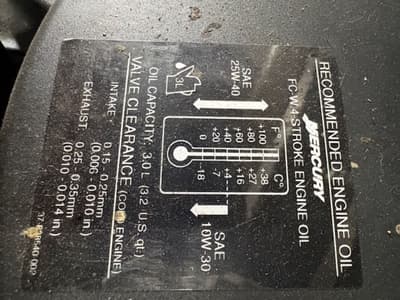 RECOMMENDED ENGINE OIL
MERCURY
FC-W 4-STROKE ENGINE OIL
F° C°
+100 +38
+80 +27
+60 +16
+40 +4
+20 -7
0 -18
SAE
25W-40
SAE
10W-30
3L
OIL CAPACITY: 3,0 L (3.2 U.S. qt.)
VALVE CLEARANCE (COLD ENGINE)
INTAKE: 0.15 - 0.25mm
(0.006 - 0.010 in.)
EXHAUST: 0.25 - 0.35mm
(0.010 - 0.014 in.)